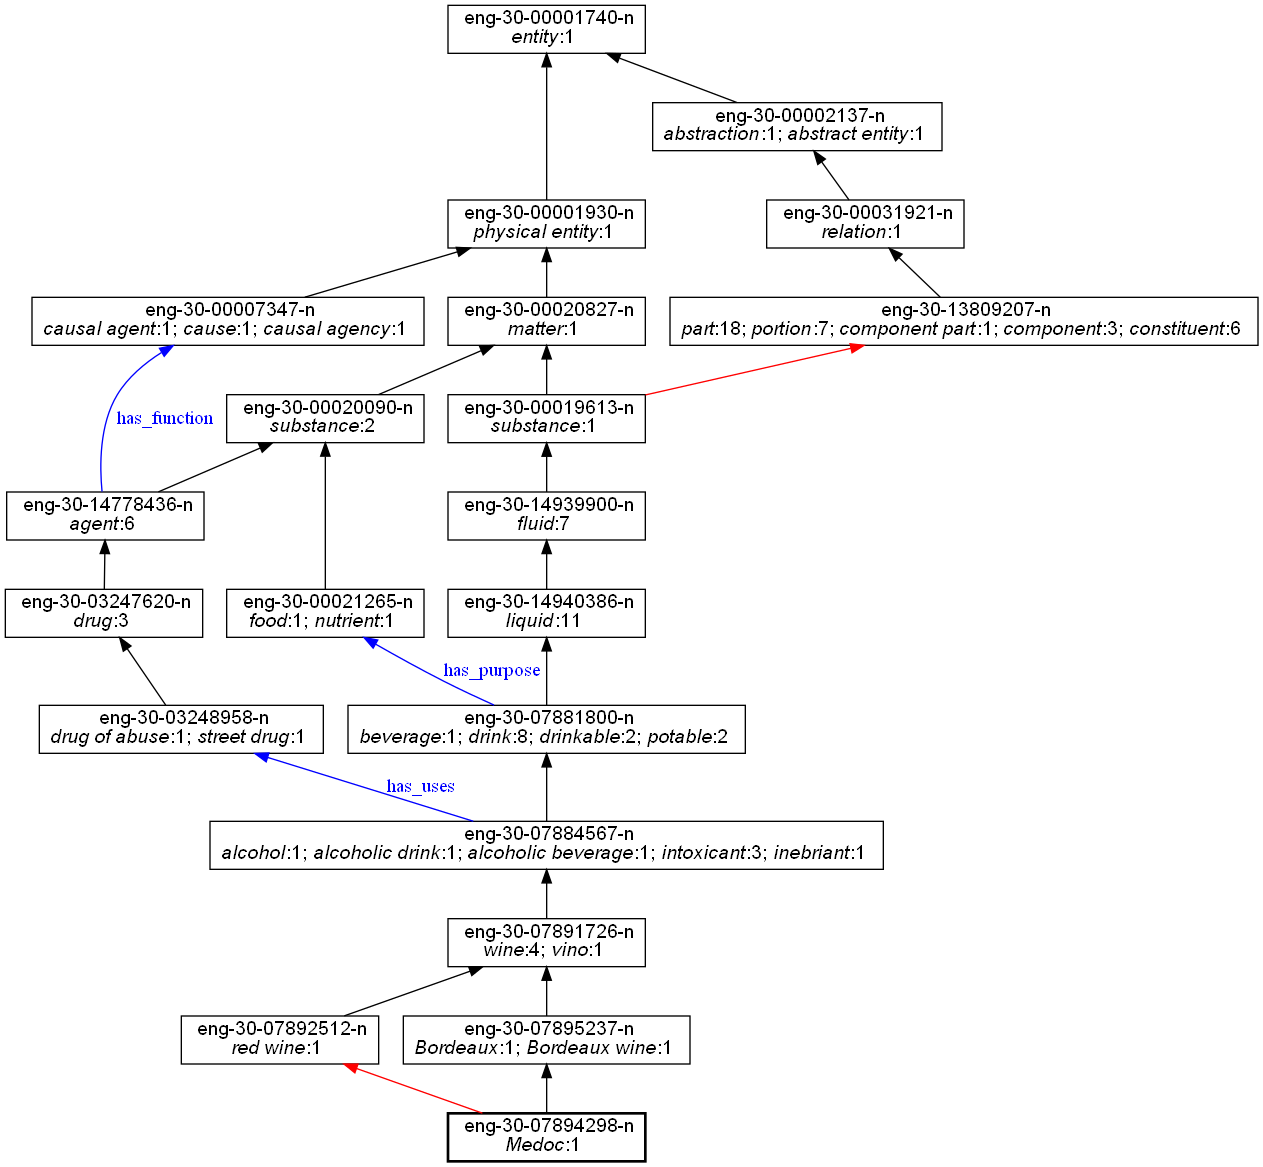 eng-30-00001740-n
entity:1
eng-30-00002137-n
abstraction:1; abstract entity:1
eng-30-00001930-n
physical entity:1
eng-30-00031921-n
relation:1
eng-30-00007347-n
causal agent:1; cause:1; causal agency:1
eng-30-00020827-n
matter:1
eng-30-13809207-n
part:18; portion:7; component part:1; component:3; constituent:6
has_function
eng-30-00020090-n
substance:2
eng-30-00019613-n
substance:1
eng-30-14778436-n
agent:6
eng-30-14939900-n
fluid:7
eng-30-03247620-n
drug:3
eng-30-00021265-n
food:1; nutrient:1
eng-30-14940386-n
liquid:11
has_purpose
eng-30-03248958-n
drug of abuse:1; street drug:1
eng-30-07881800-n
beverage:1; drink:8; drinkable:2; potable:2
has_uses
eng-30-07884567-n
alcohol:1; alcoholic drink:1; alcoholic beverage:1; intoxicant:3; inebriant:1
eng-30-07891726-n
wine:4; vino:1
eng-30-07892512-n
red wine:1
eng-30-07895237-n
Bordeaux:1; Bordeaux wine:1
eng-30-07894298-n
Medoc:1